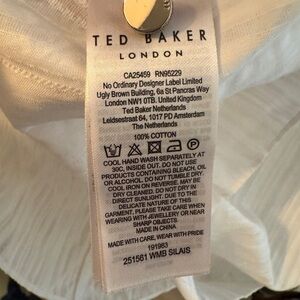 TED BAKER
LONDON
CA25459 RN95229
No Ordinary Designer Label Limited
Ugly Brown Building, 6a St Pancras Way
London NW1 0TB. United Kingdom
Ted Baker Netherlands
Leidsestraat 64, 1017 PD Amsterdam
The Netherlands
100% COTTON
COOL HAND WASH SEPARATELY AT
30C, INSIDE OUT. DO NOT USE
PRODUCTS CONTAINING BLEACH, OIL
OR ALCOHOL. DO NOT TUMBLE DRY.
COOL IRON ON REVERSE. MAY BE
DRY CLEANED. DO NOT DRY IN
DIRECT SUNLIGHT. DUE TO THE
DELICATE NATURE OF THIS
GARMENT, PLEASE TAKE CARE WHEN
WEARING WITH JEWELLERY OR NEAR
SHARP OBJECTS.
MADE IN CHINA
MADE WITH CARE, WEAR WITH PRIDE
191983
251561 WMB SILAIS